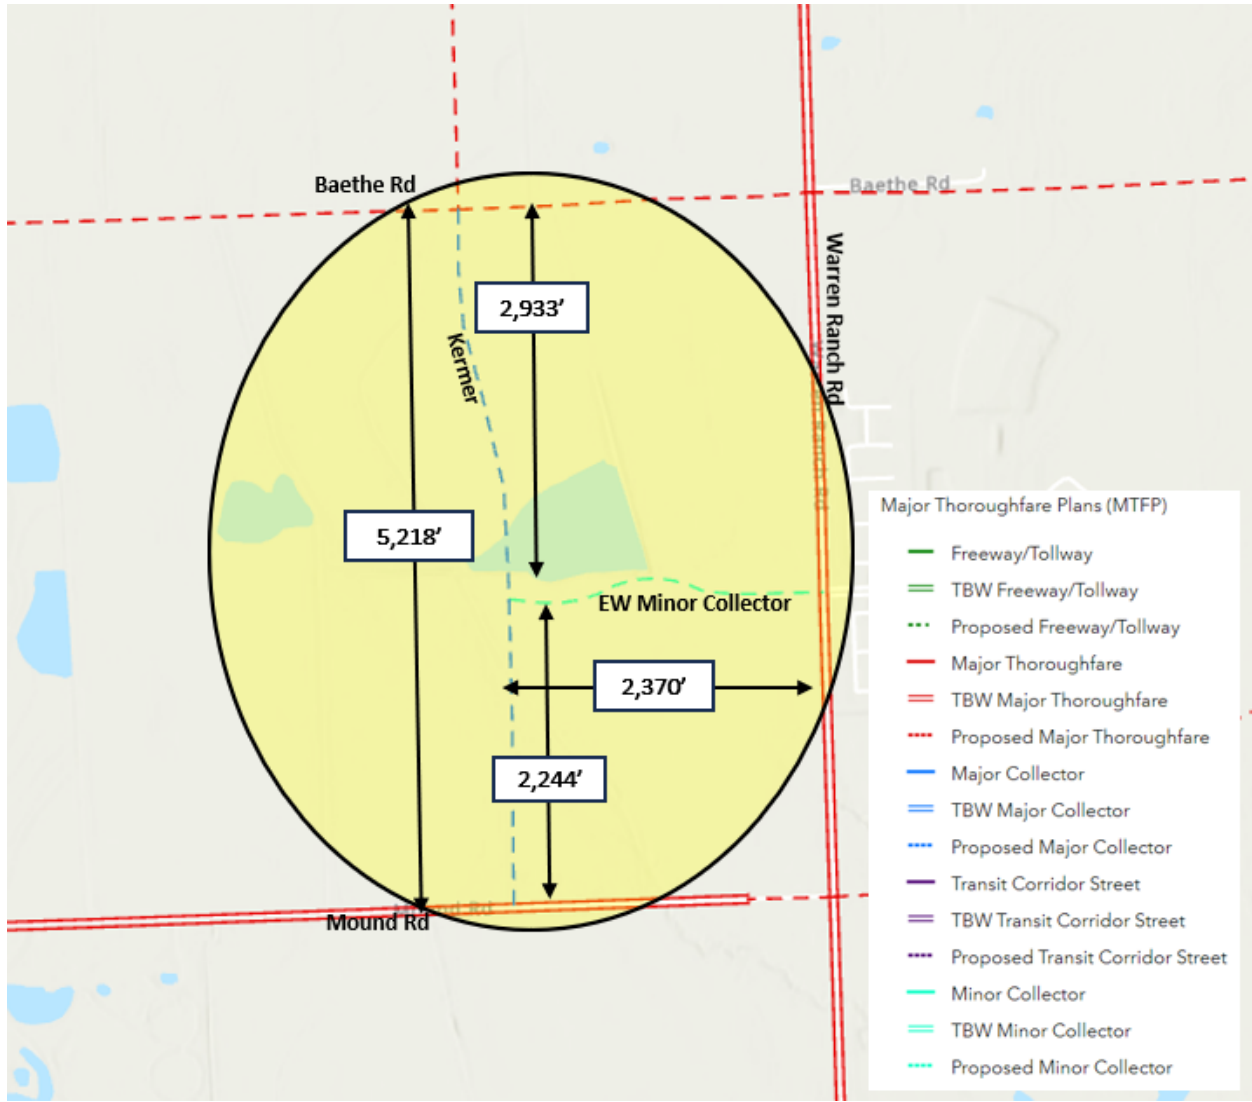 Baethe Rd
Baethe Rd
Warren Ranch Rd
2,933’
Kermer
5,218’
EW Minor Collector
2,370’
2,244’
Mound Rd
Major Thoroughfare Plans (MTFP)
Freeway/Tollway
TBW Freeway/Tollway
Proposed Freeway/Tollway
Major Thoroughfare
TBW Major Thoroughfare
Proposed Major Thoroughfare
Major Collector
TBW Major Collector
Proposed Major Collector
Transit Corridor Street
TBW Transit Corridor Street
Proposed Transit Corridor Street
Minor Collector
TBW Minor Collector
Proposed Minor Collector